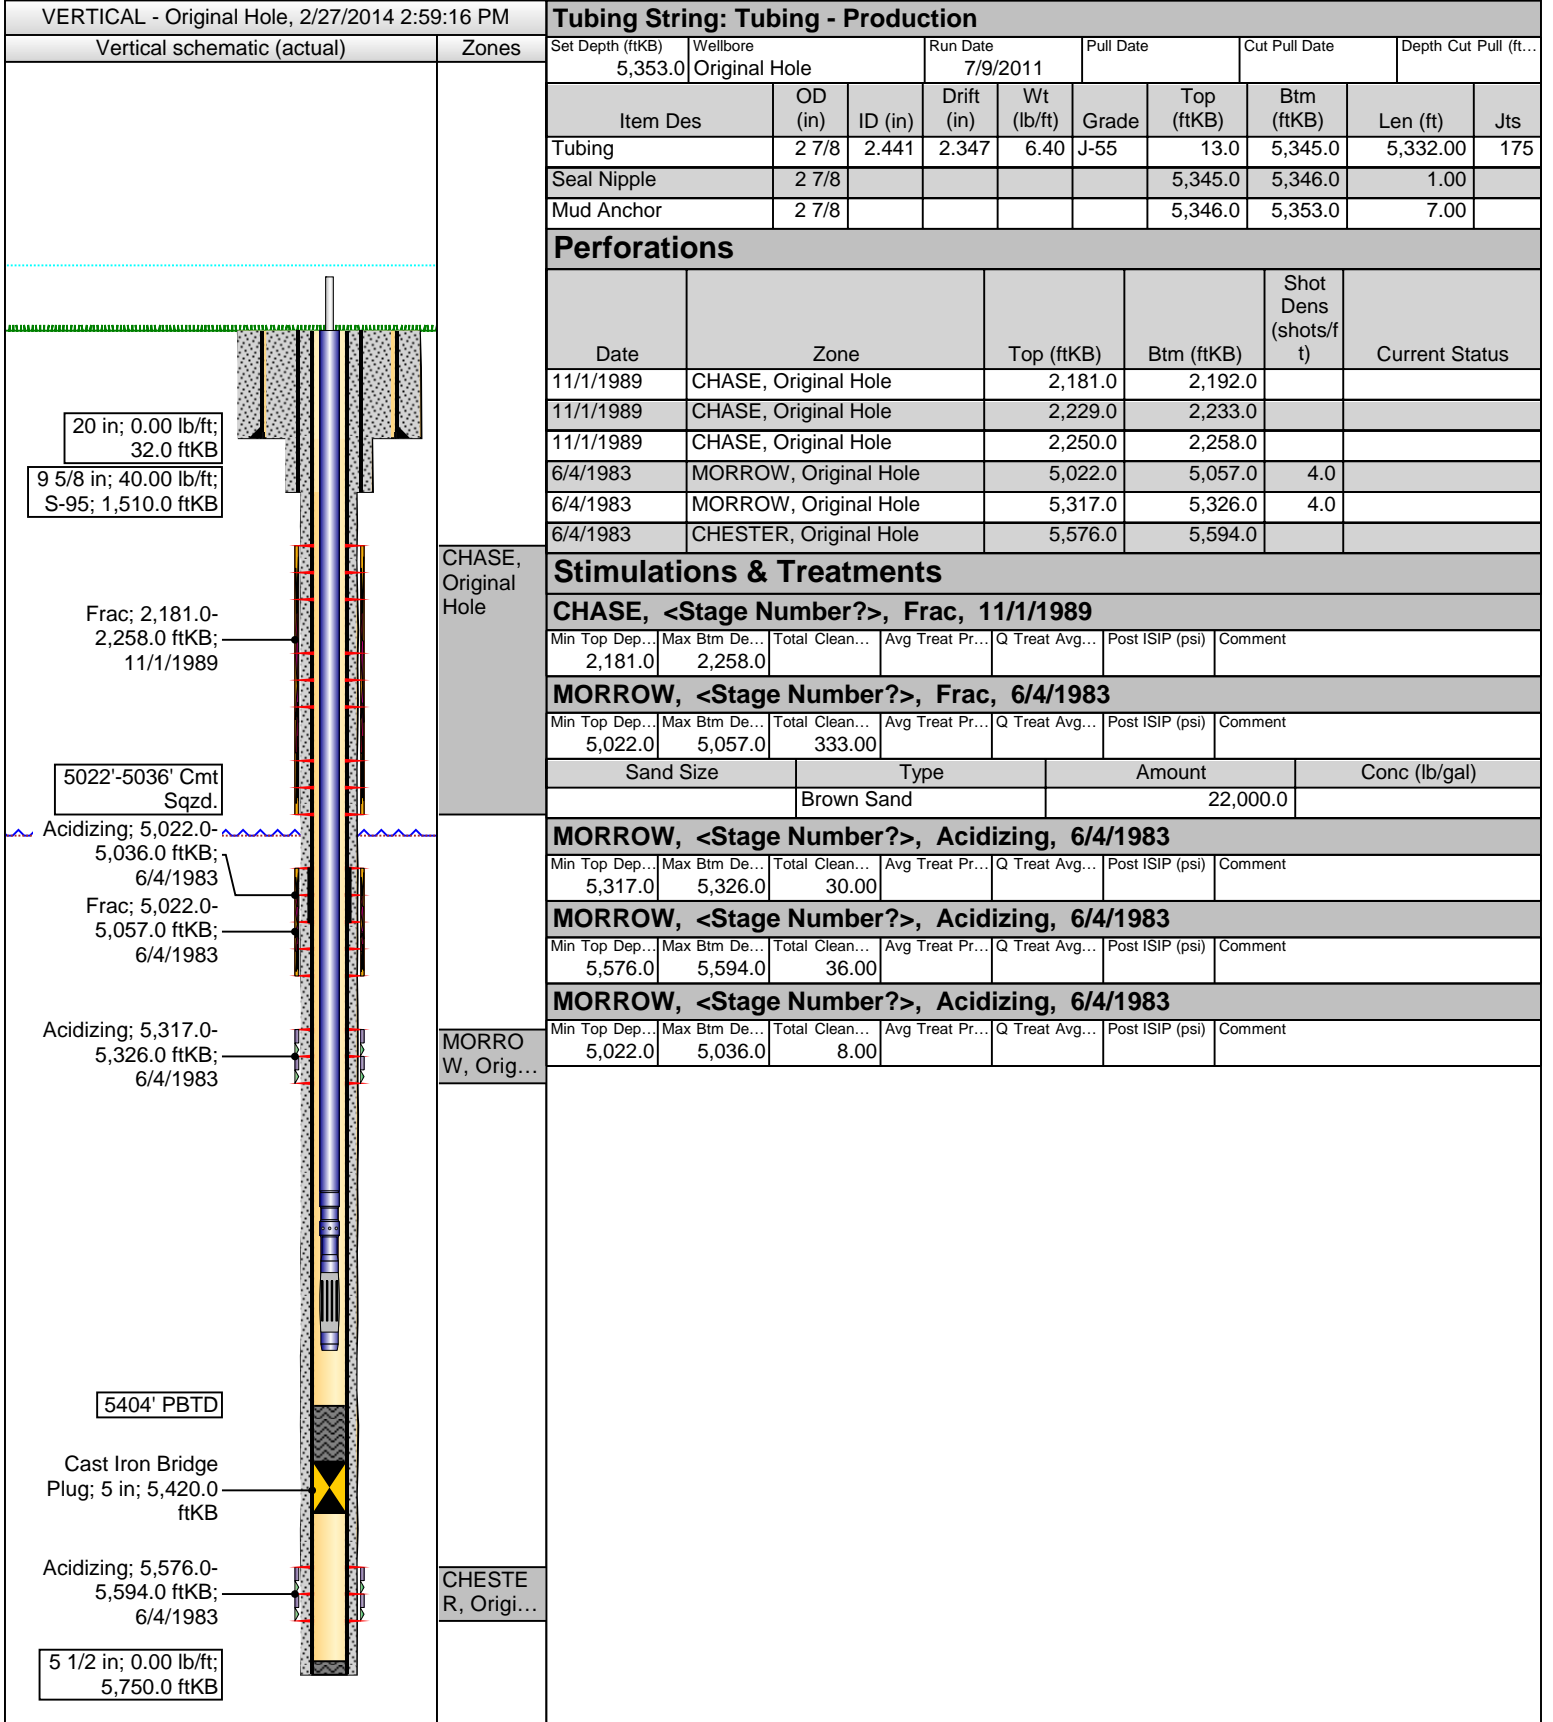 VERTICAL - Original Hole, 2/27/2014 2:59:16 PM
Vertical schematic (actual) Zones
20 in; 0.00 lb/ft;
32.0 ftKB
9 5/8 in; 40.00 lb/ft;
S-95; 1,510.0 ftKB
CHASE,
Original
Hole
Frac; 2,181.0-
2,258.0 ftKB;
11/1/1989
5022'-5036' Cmt
Sqzd.
Acidizing; 5,022.0-
5,036.0 ftKB;
6/4/1983
Frac; 5,022.0-
5,057.0 ftKB;
6/4/1983
Acidizing; 5,317.0-
5,326.0 ftKB;
6/4/1983
MORRO
W, Orig…
5404' PBTD
Cast Iron Bridge
Plug; 5 in; 5,420.0
ftKB
Acidizing; 5,576.0-
5,594.0 ftKB;
6/4/1983
CHESTE
R, Origi…
5 1/2 in; 0.00 lb/ft;
5,750.0 ftKB
Tubing String: Tubing - Production
Set Depth (ftKB) Wellbore Run Date Pull Date Cut Pull Date Depth Cut Pull (ft…
5,353.0 Original Hole 7/9/2011
Item Des OD (in) ID (in) Drift (in) Wt (lb/ft) Grade Top (ftKB) Btm (ftKB) Len (ft) Jts
Tubing 2 7/8 2.441 2.347 6.40 J-55 13.0 5,345.0 5,332.00 175
Seal Nipple 2 7/8 5,345.0 5,346.0 1.00
Mud Anchor 2 7/8 5,346.0 5,353.0 7.00
Perforations
Date Zone Top (ftKB) Btm (ftKB) Shot Dens (shots/f t) Current Status
11/1/1989 CHASE, Original Hole 2,181.0 2,192.0
11/1/1989 CHASE, Original Hole 2,229.0 2,233.0
11/1/1989 CHASE, Original Hole 2,250.0 2,258.0
6/4/1983 MORROW, Original Hole 5,022.0 5,057.0 4.0
6/4/1983 MORROW, Original Hole 5,317.0 5,326.0 4.0
6/4/1983 CHESTER, Original Hole 5,576.0 5,594.0
Stimulations & Treatments
CHASE, <Stage Number?>, Frac, 11/1/1989
Min Top Dep… Max Btm De… Total Clean… Avg Treat Pr… Q Treat Avg… Post ISIP (psi) Comment
2,181.0 2,258.0
MORROW, <Stage Number?>, Frac, 6/4/1983
Min Top Dep… Max Btm De… Total Clean… Avg Treat Pr… Q Treat Avg… Post ISIP (psi) Comment
5,022.0 5,057.0 333.00
Sand Size Type Amount Conc (lb/gal)
Brown Sand 22,000.0
MORROW, <Stage Number?>, Acidizing, 6/4/1983
Min Top Dep… Max Btm De… Total Clean… Avg Treat Pr… Q Treat Avg… Post ISIP (psi) Comment
5,317.0 5,326.0 30.00
MORROW, <Stage Number?>, Acidizing, 6/4/1983
Min Top Dep… Max Btm De… Total Clean… Avg Treat Pr… Q Treat Avg… Post ISIP (psi) Comment
5,576.0 5,594.0 36.00
MORROW, <Stage Number?>, Acidizing, 6/4/1983
Min Top Dep… Max Btm De… Total Clean… Avg Treat Pr… Q Treat Avg… Post ISIP (psi) Comment
5,022.0 5,036.0 8.00